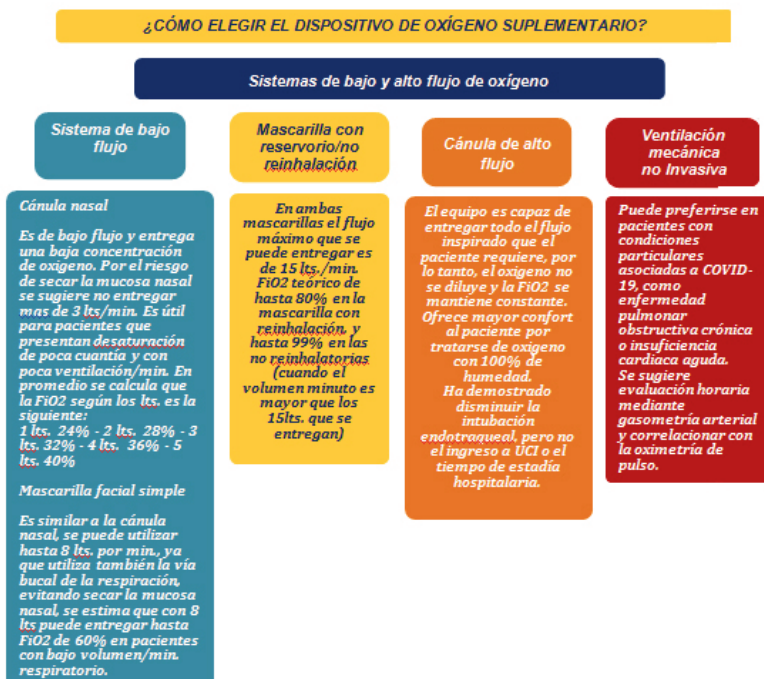 ¿CÓMO ELEGIR EL DISPOSITIVO DE OXÍGENO SUPLEMENTARIO?
Sistemas de bajo y alto flujo de oxígeno
Sistema de bajo
flujo
Cánula nasal
Es de bajo flujo y entrega
una baja concentración
de oxigeno. Por el riesgo
de secar la mucosa nasal
se sugiere no entregar
mas de 3 lts/min. Es útil
para pacientes que
presentan desaturación
de poca cuantía y con
poca ventilación/min. En
promedio se calcula que
la FiO2 según los lts. es la
siguiente:
1 lts. 24% - 2 lts. 28% - 3
lts. 32% - 4 lts. 36% - 5
lts. 40%
Mascarilla facial simple
Es similar a la cánula
nasal, se puede utilizar
hasta 8 lts. por min., ya
que utiliza también la vía
bucal de la respiración,
evitando secar la mucosa
nasal, se estima que con 8
lts puede entregar hasta
FiO2 de 60% en pacientes
con bajo volumen/min.
respiratorio.
Mascarilla con
reservorio/no
reinhalación
En ambas
mascarillas el flujo
máximo que se
puede entregar es
de 15 lts./min.
FiO2 teórico de
hasta 80% en la
mascarilla con
reinhalación, y
hasta 99% en las
no reinhalatorias
(cuando el
volumen minuto es
mayor que los
15lts. que se
entregan)
Cánula de alto
flujo
El equipo es capaz de
entregar todo el flujo
inspirado que el
paciente requiere, por
lo tanto, el oxigeno no
se diluye y la FiO2 se
mantiene constante.
Ofrece mayor confort
al paciente por
tratarse de oxigeno
con 100% de
humedad.
Ha demostrado
disminuir la
intubación
endotraqueal, pero no
el ingreso a UCI o el
tiempo de estadía
hospitalaria.
Ventilación
mecánica
no Invasiva
Puede preferirse en
pacientes con
condiciones
particulares
asociadas a COVID-
19, como
enfermedad
pulmonar
obstructiva crónica
o insuficiencia
cardiaca aguda.
Se sugiere
evaluación horaria
mediante
gasometría arterial
y correlacionar con
la oximetría de
pulso.